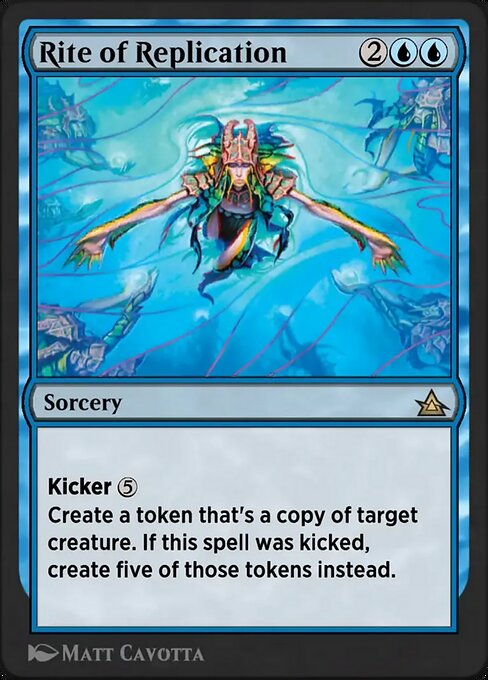 Rite of Replication 2
Sorcery
Kicker 5
Create a token that's a copy of target
creature. If this spell was kicked,
create five of those tokens instead.
Matt Cavotta